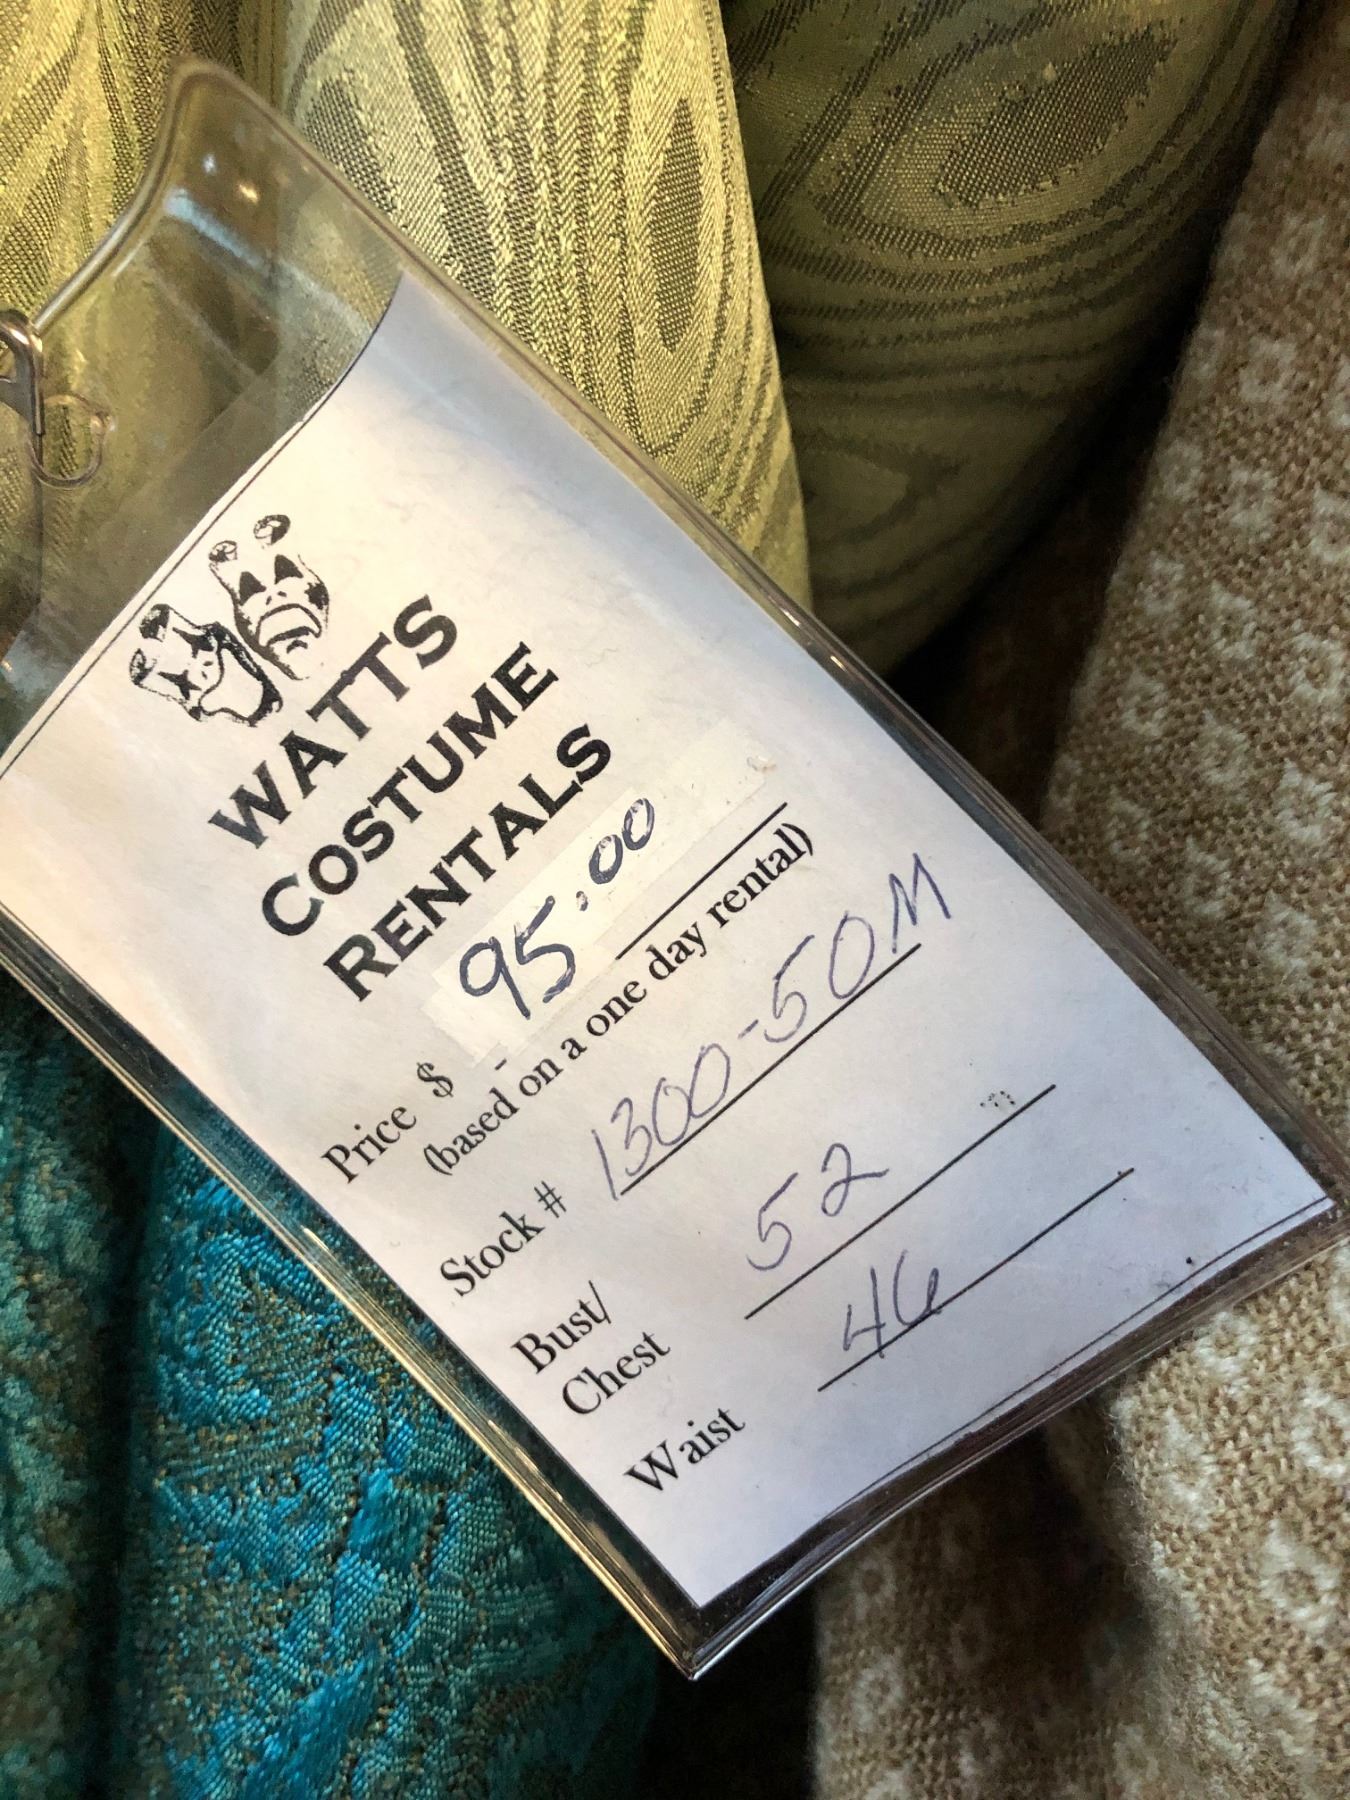 WATTS
COSTUME
RENTALS
Price $ 95.00
(based on a one day rental)
Stock # 1300-50M
Bust/
Chest 52
Waist 46